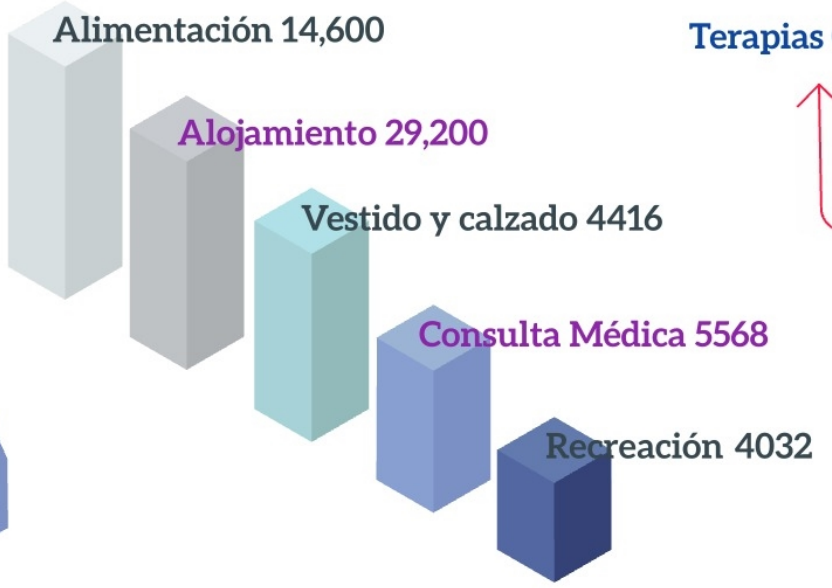 Alimentación 14,600
Terapias
Alojamiento 29,200
Vestido y calzado 4416
Consulta Médica 5568
Recreación 4032